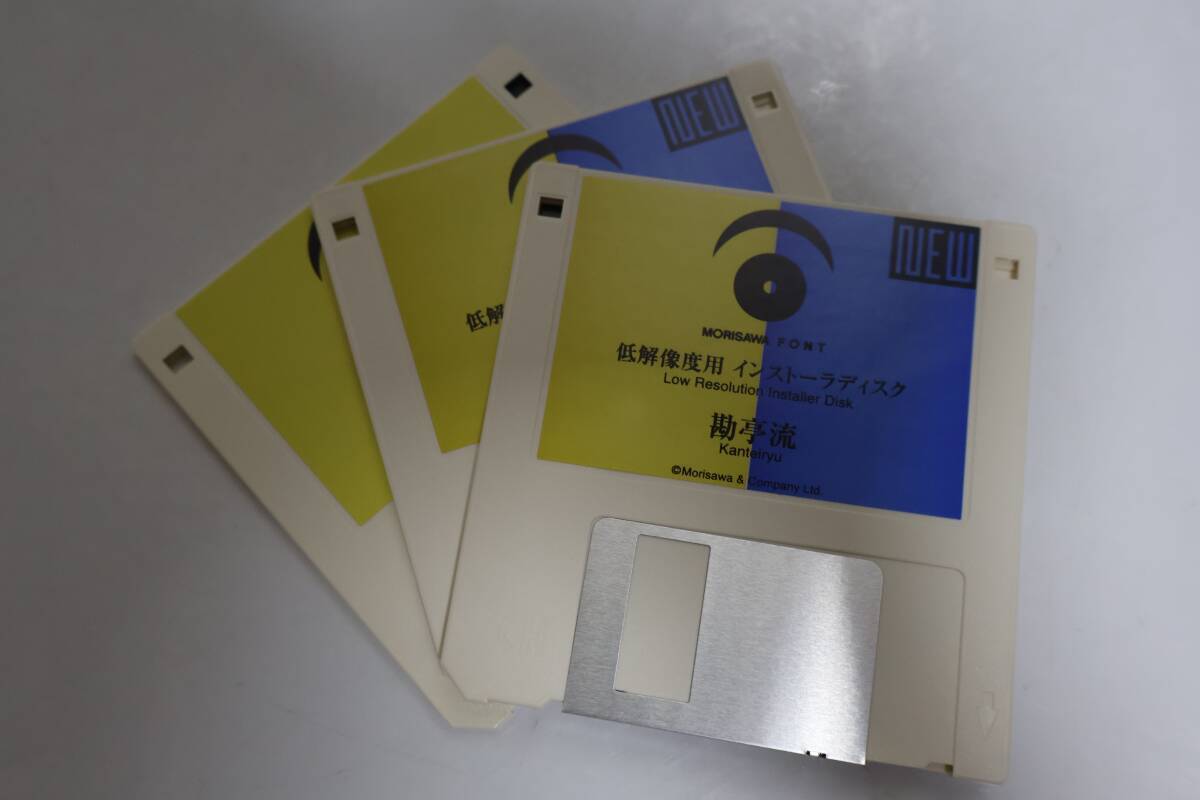 NEW
低解
NEW
MORISAWA FONT
低解像度用 インストーラディスク
Low Resolution Installer Disk
勘亭流
Kanteiryu
©Morisawa & Company Ltd.